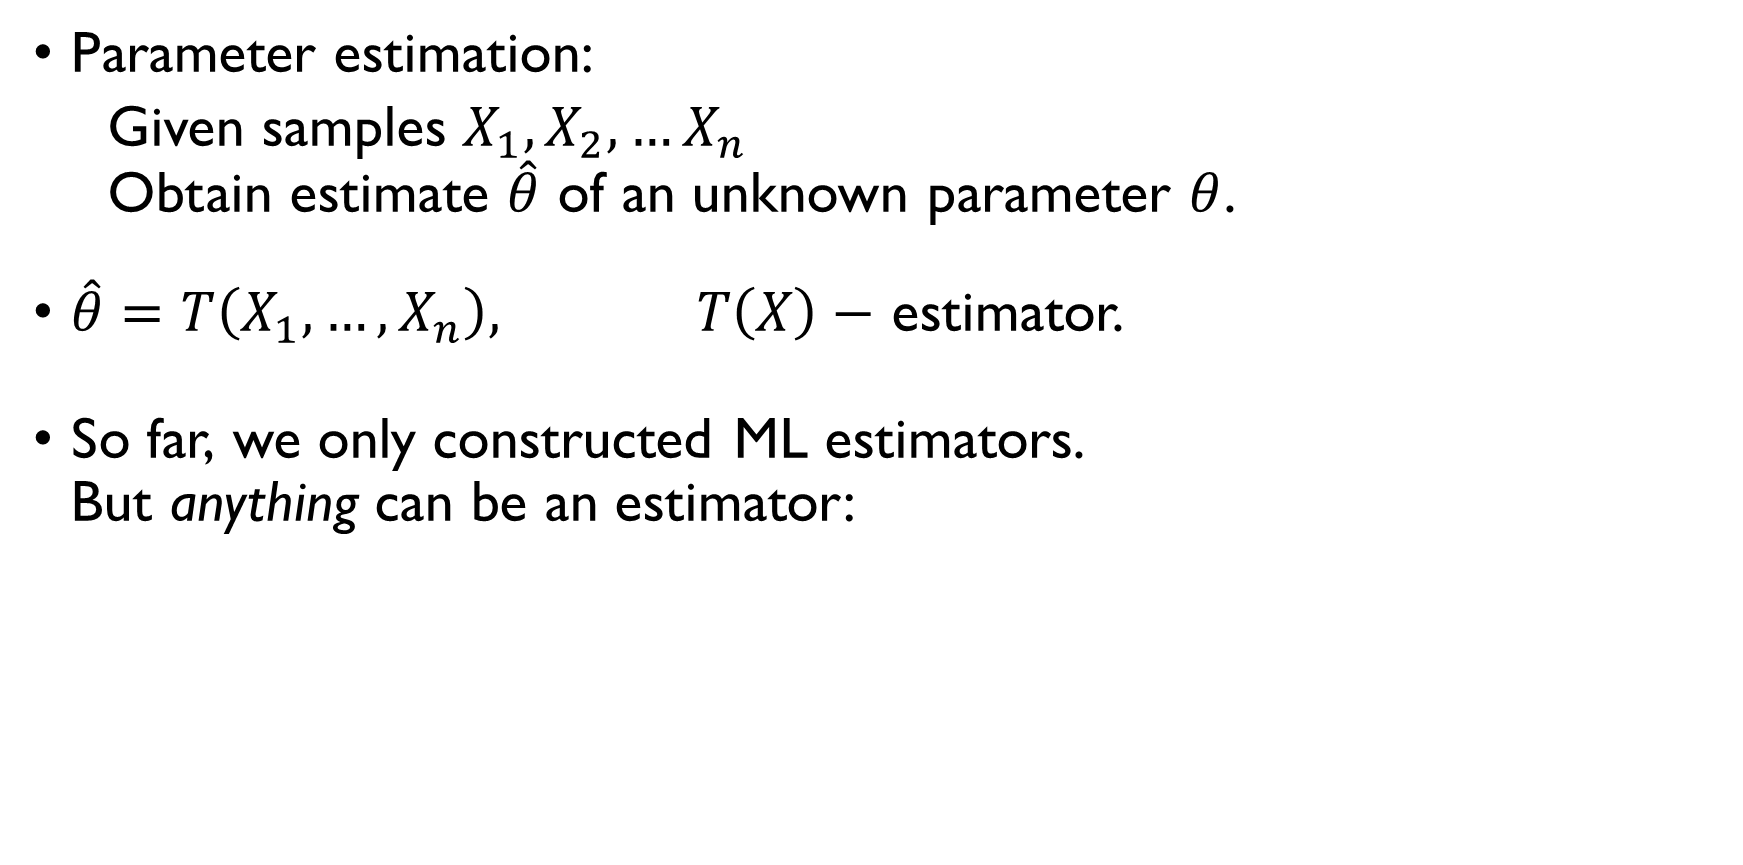 • Parameter estimation:
Given samples X₁, X₂, … Xₙ
Obtain estimate θ̂ of an unknown parameter θ.
• θ̂ = T(X₁, … , Xₙ), T(X) − estimator.
• So far, we only constructed ML estimators.
But anything can be an estimator: